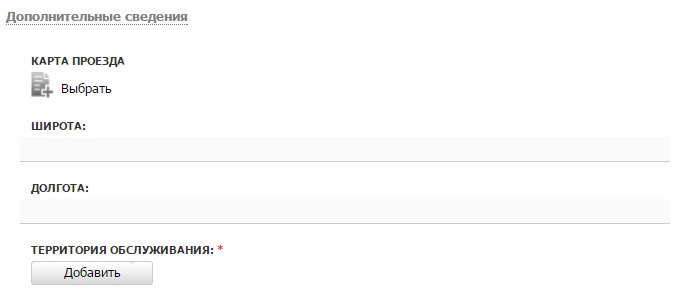 Дополнительные сведения
КАРТА ПРОЕЗДА
Выбрать
ШИРОТА:
ДОЛГОТА:
ТЕРРИТОРИЯ ОБСЛУЖИВАНИЯ: *
Добавить